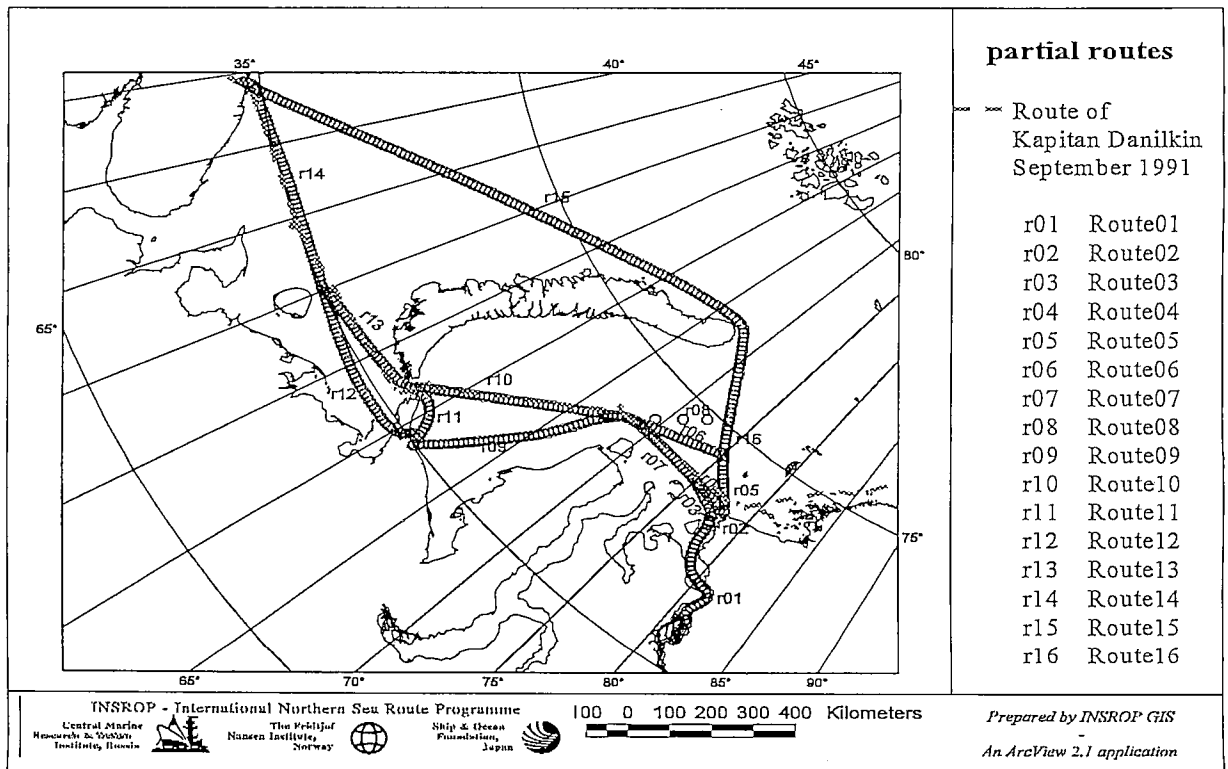 partial routes
Route of
Kapitan Danilkin
September 1991
r01 Route01
r02 Route02
r03 Route03
r04 Route04
r05 Route05
r06 Route06
r07 Route07
r08 Route08
r09 Route09
r10 Route10
r11 Route11
r12 Route12
r13 Route13
r14 Route14
r15 Route15
r16 Route16
35°
40°
45°
r14
r15
80°
65°
r13
r10
r12
r11
r08
r06
r16
r09
r07
r05
r03
r02
75°
r01
65°
70°
75°
80°
85°
90°
INSROP - International Northern Sea Route Programme
Central Marine
Research & Design
Institute, Russia
The Fridtjof
Nansen Institute,
Norway
Ship & Ocean
Foundation,
Japan
100 0 100 200 300 400 Kilometers
Prepared by INSROP GIS
-
An ArcView 2.1 application